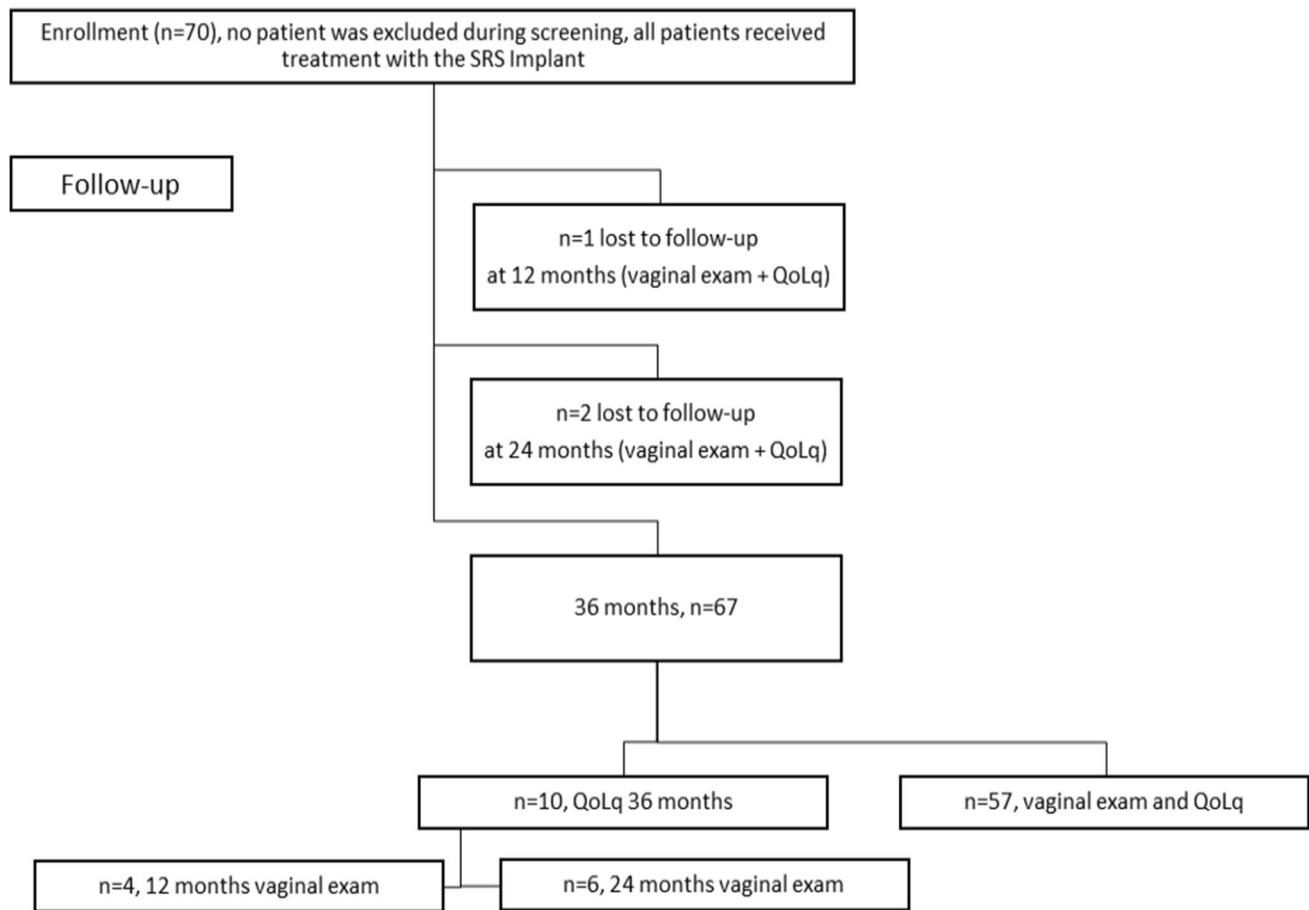 Enrollment (n=70), no patient was excluded during screening, all patients received
treatment with the SRS Implant
Follow-up
n=1 lost to follow-up
at 12 months (vaginal exam + QoLq)
n=2 lost to follow-up
at 24 months (vaginal exam + QoLq)
36 months, n=67
n=10, QoLq 36 months
n=57, vaginal exam and QoLq
n=4, 12 months vaginal exam
n=6, 24 months vaginal exam